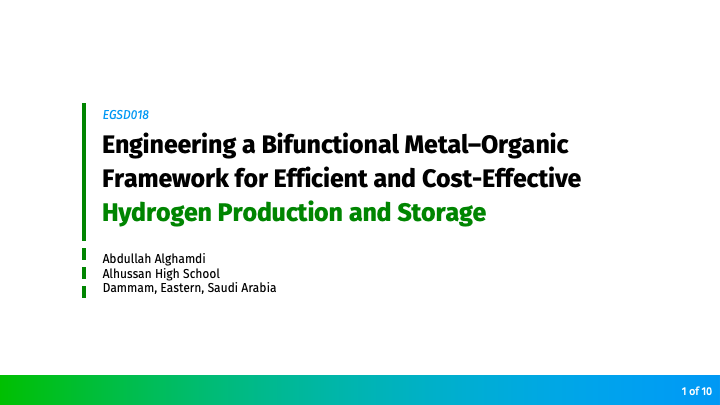 EGSD018
Engineering a Bifunctional Metal–Organic
Framework for Efficient and Cost-Effective
Hydrogen Production and Storage
Abdullah Alghamdi
Alhussan High School
Dammam, Eastern, Saudi Arabia
1 of 10